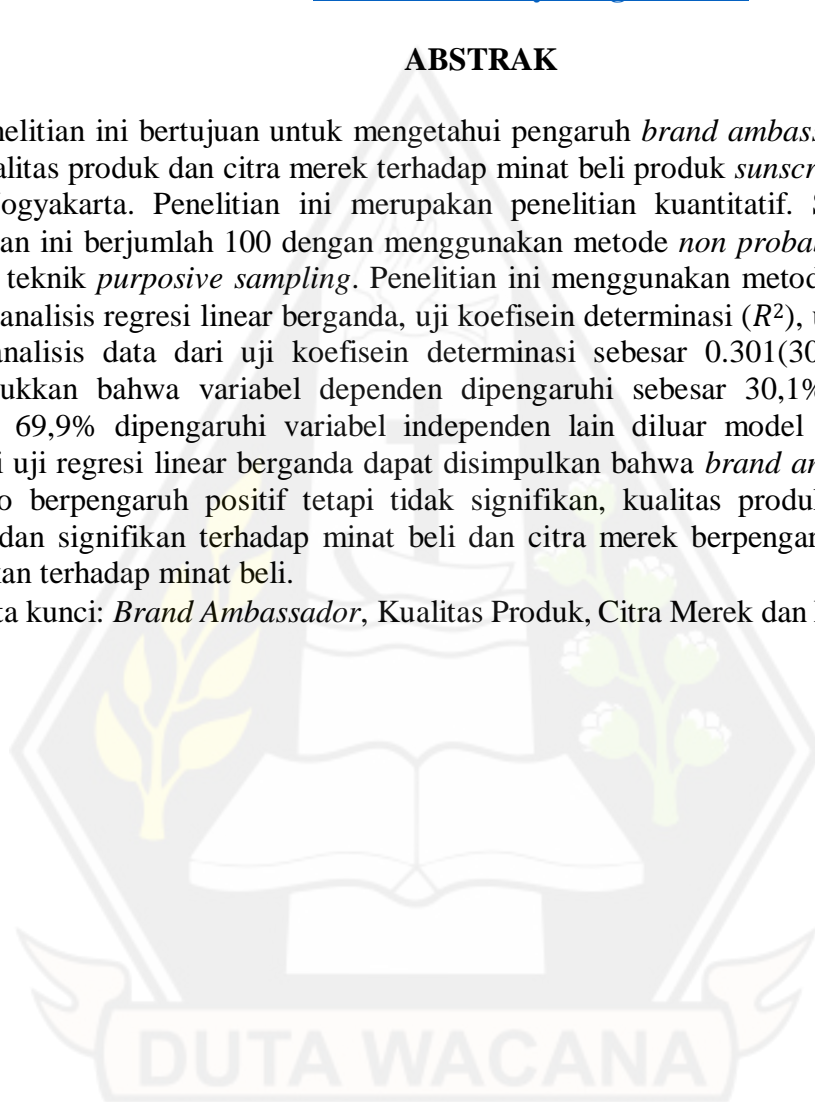 ABSTRAK
nelitian ini bertujuan untuk mengetahui pengaruh brand ambass
alitas produk dan citra merek terhadap minat beli produk sunscr
ogyakarta. Penelitian ini merupakan penelitian kuantitatif. S
an ini berjumlah 100 dengan menggunakan metode non probal
teknik purposive sampling. Penelitian ini menggunakan metod
analisis regresi linear berganda, uji koefisein determinasi (R²), u
analisis data dari uji koefisein determinasi sebesar 0.301(30
ukkan bahwa variabel dependen dipengaruhi sebesar 30,1%
69,9% dipengaruhi variabel independen lain diluar model
i uji regresi linear berganda dapat disimpulkan bahwa brand an
o berpengaruh positif tetapi tidak signifikan, kualitas produk
dan signifikan terhadap minat beli dan citra merek berpengar
kan terhadap minat beli.
ta kunci: Brand Ambassador, Kualitas Produk, Citra Merek dan
DUTA WACANA